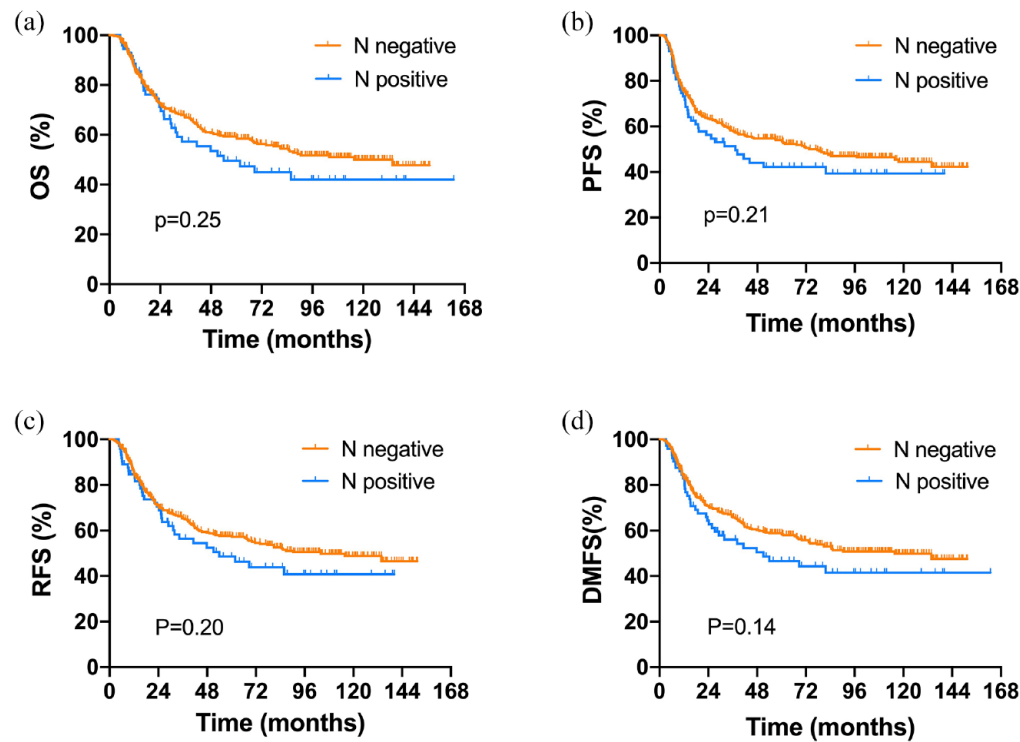 (a)
N negative
N positive
OS (%)
100
80
60
40
20
0
p=0.25
0 24 48 72 96 120 144 168
Time (months)
(b)
N negative
N positive
PFS (%)
100
80
60
40
20
0
p=0.21
0 24 48 72 96 120 144 168
Time (months)
(c)
N negative
N positive
RFS (%)
100
80
60
40
20
0
P=0.20
0 24 48 72 96 120 144 168
Time (months)
(d)
N negative
N positive
DMFS(%)
100
80
60
40
20
0
P=0.14
0 24 48 72 96 120 144 168
Time (months)